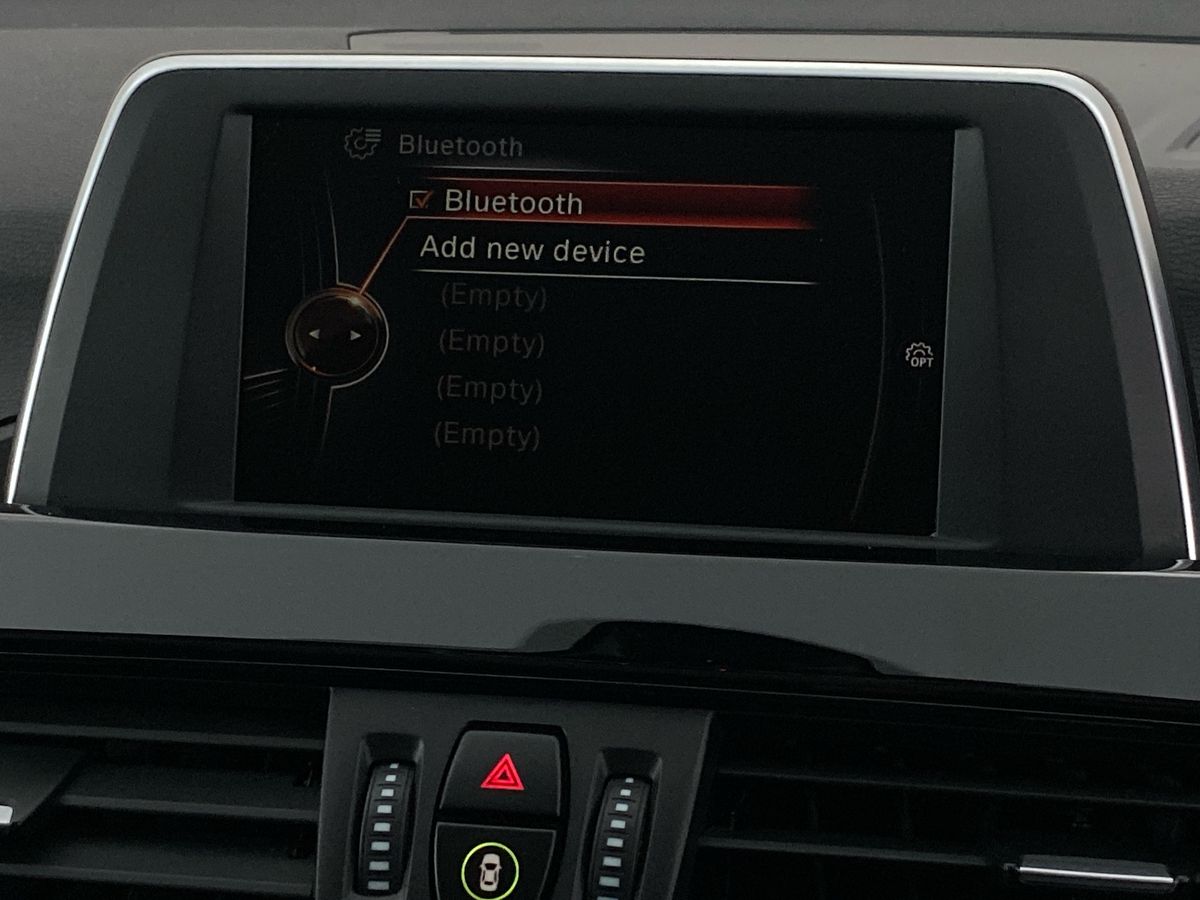 Bluetooth
Bluetooth
Add new device
(Empty)
(Empty)
OPT
(Empty)
(Empty)